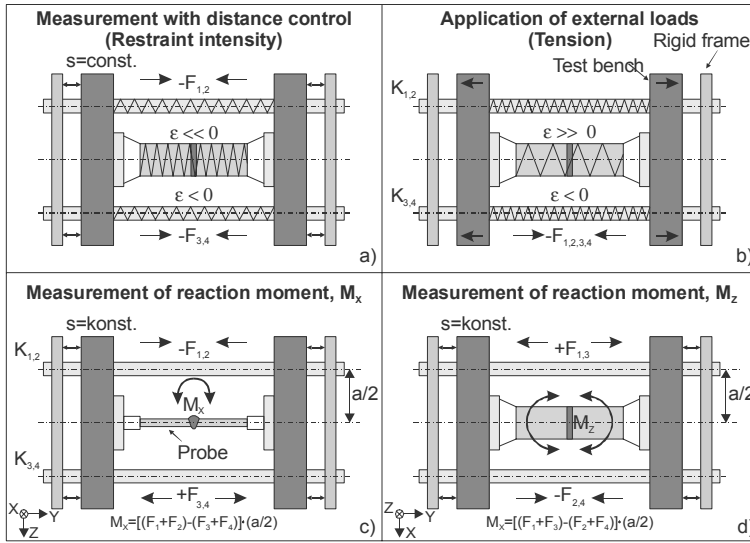 Measurement with distance control
(Restraint intensity)
s=const.
-F1,2
ε << 0
ε < 0
-F3,4
a)
Application of external loads
(Tension)
Rigid frame
Test bench
K1,2
ε >> 0
K3,4
ε < 0
-F1,2,3,4
b)
Measurement of reaction moment, Mx
s=konst.
K1,2
-F1,2
a/2
Mx
Probe
K3,4
+F3,4
X
Y
Z
Mx=[(F1+F2)-(F3+F4)]·(a/2)
c)
Measurement of reaction moment, Mz
s=konst.
+F1,3
a/2
Mz
-F2,4
Z
Y
X
Mx=[(F1+F3)-(F2+F4)]·(a/2)
d)